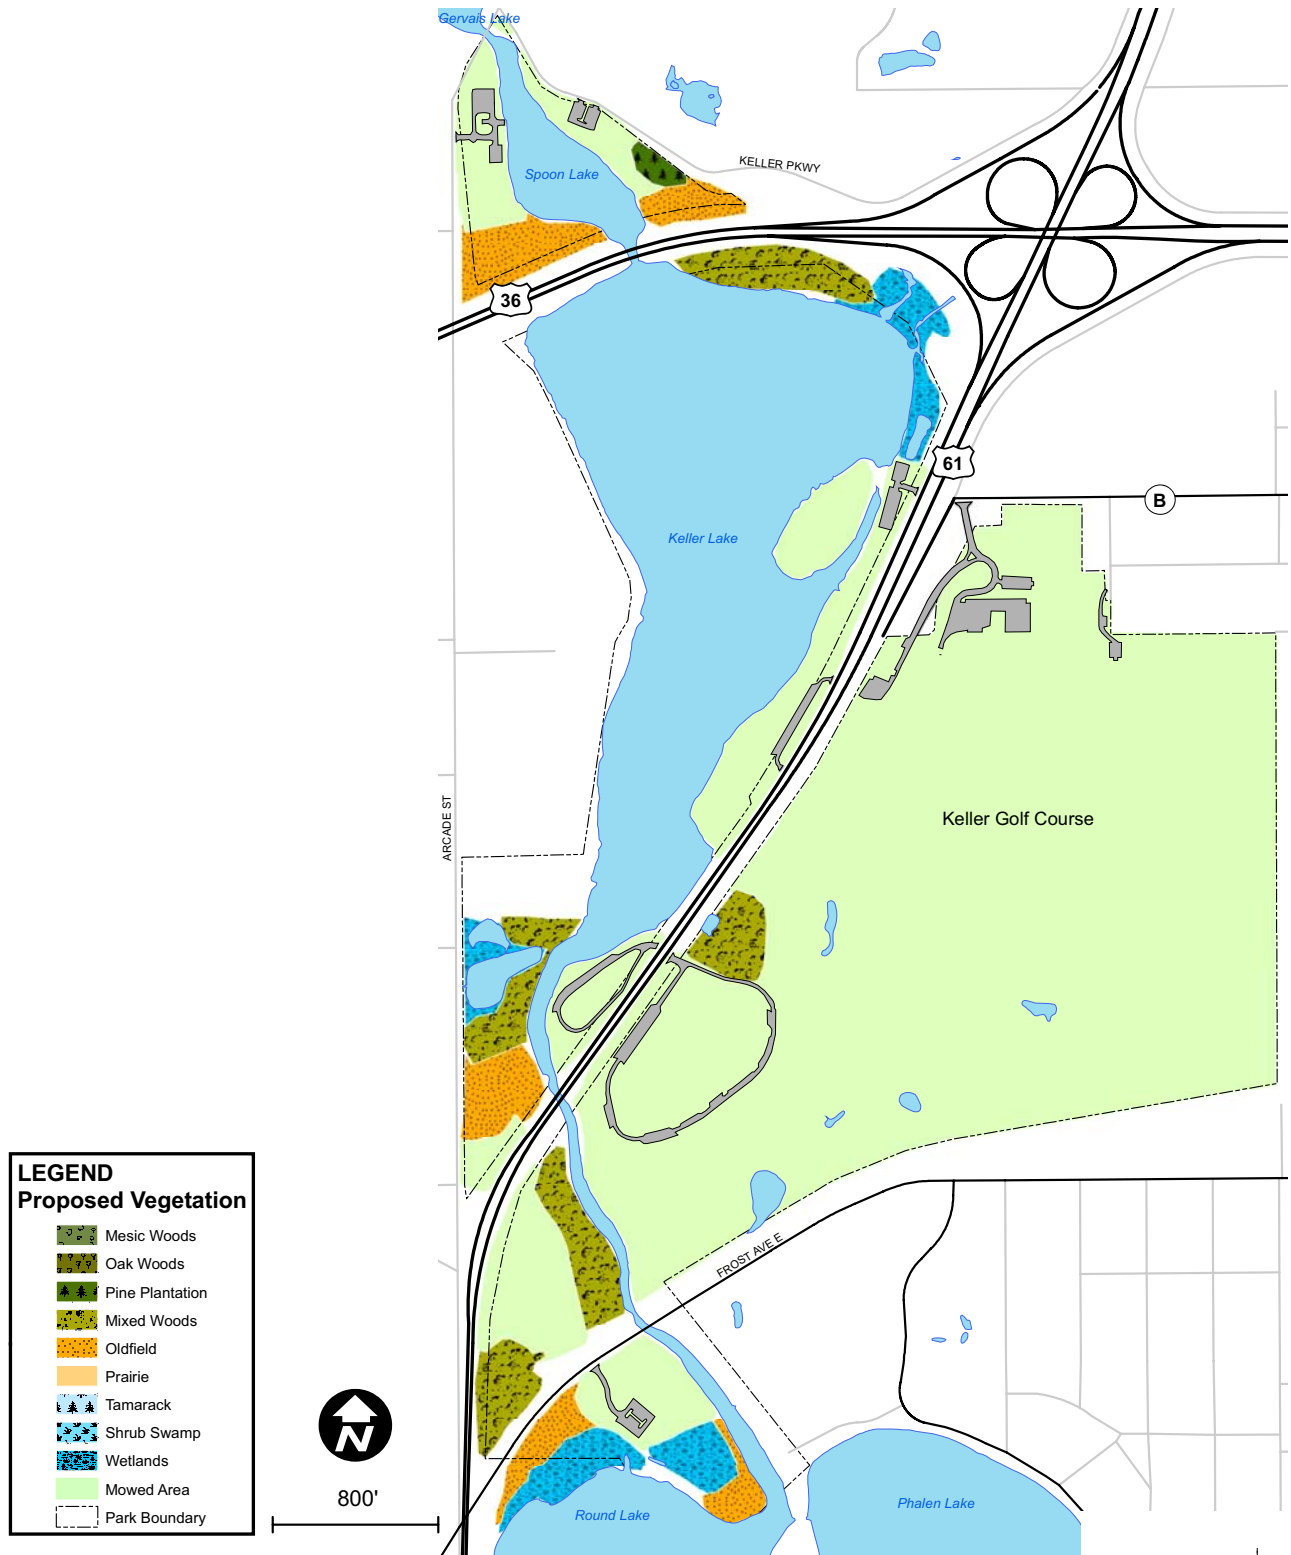 Gervais Lake
Spoon Lake
KELLER PKWY
36
61
B
Keller Lake
Keller Golf Course
ARCADE ST
FROST AVE E
Round Lake
Phalen Lake
LEGEND
Proposed Vegetation
Mesic Woods
Oak Woods
Pine Plantation
Mixed Woods
Oldfield
Prairie
Tamarack
Shrub Swamp
Wetlands
Mowed Area
Park Boundary
N
800'